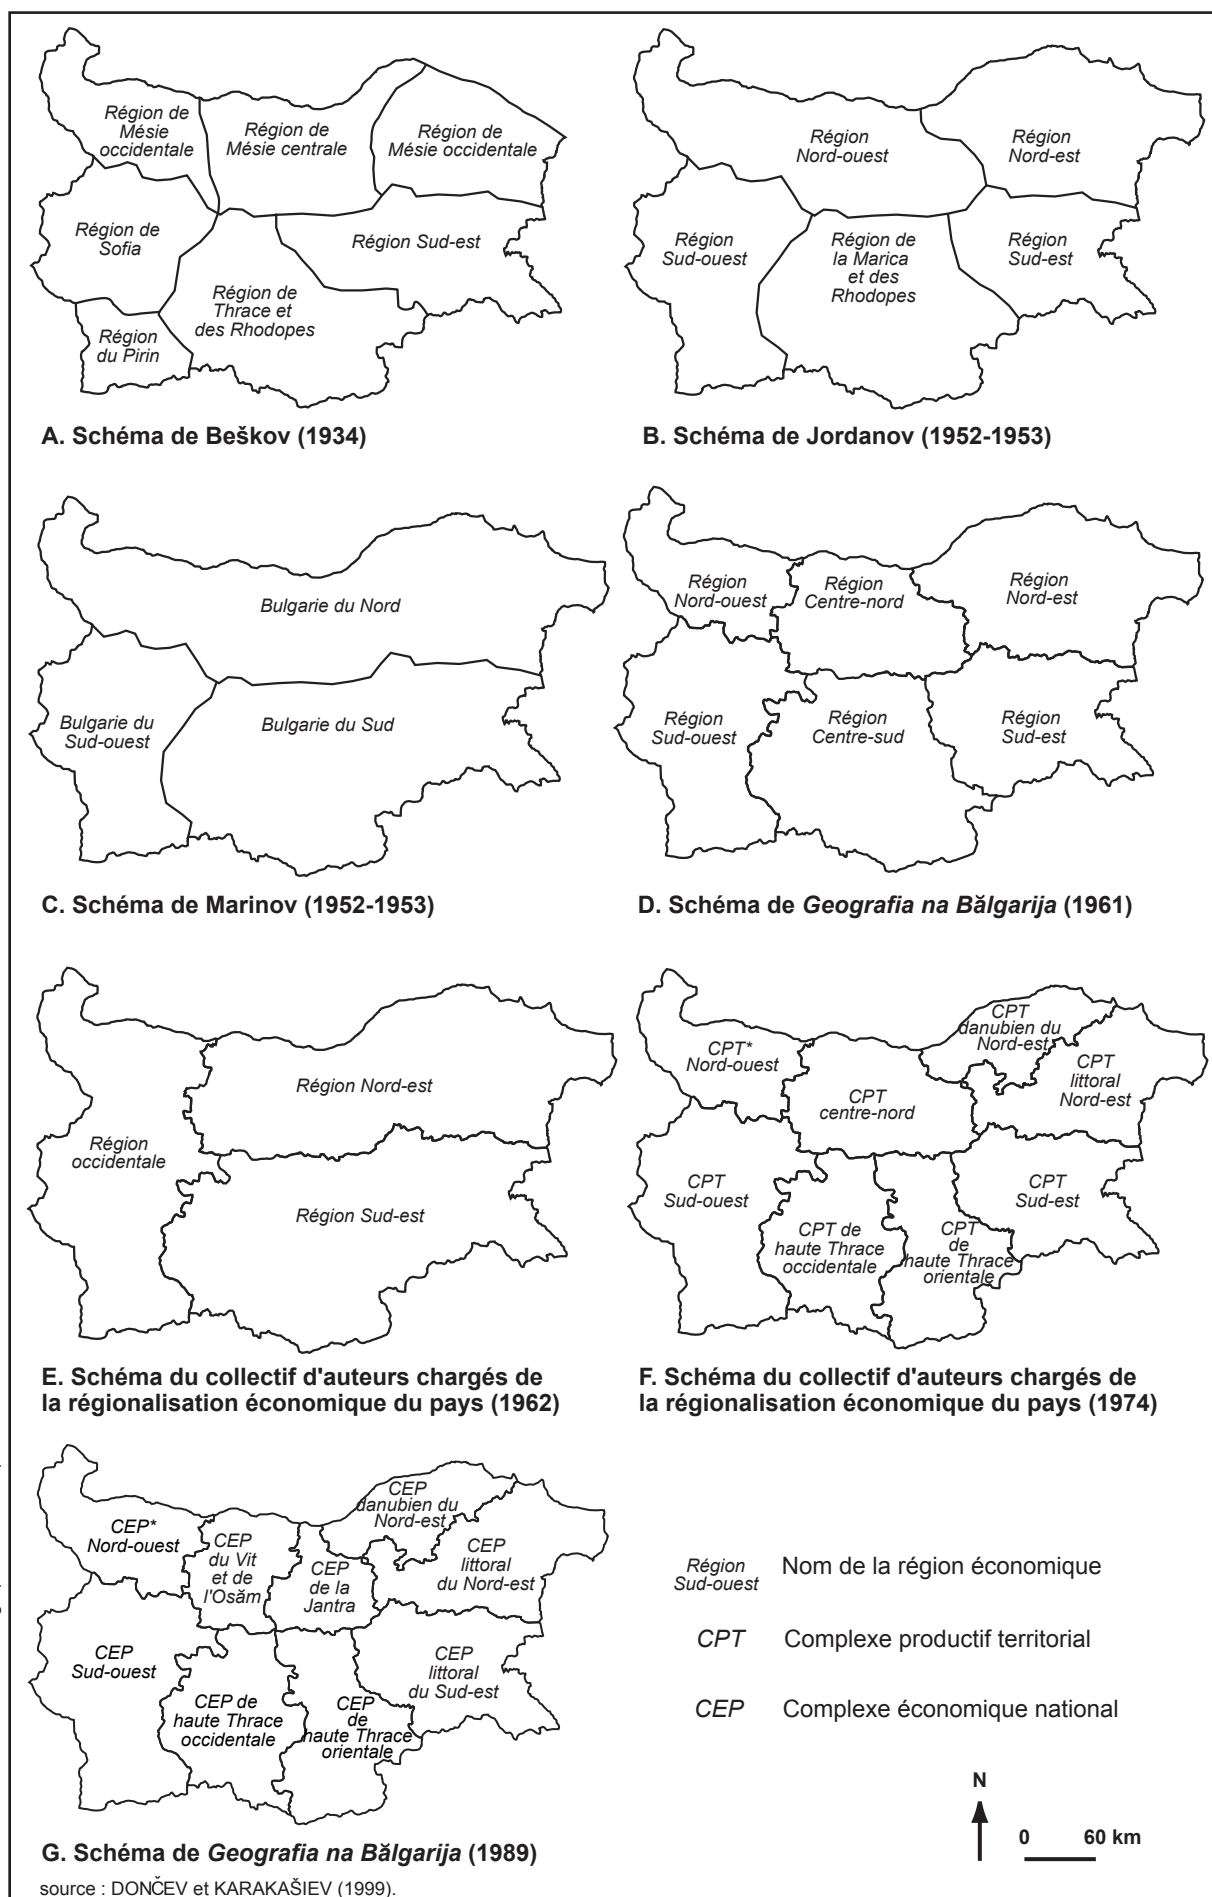 Région de
Mésie
occidentale
Région de
Mésie centrale
Région de
Mésie occidentale
Région de
Sofia
Région Sud-est
Région de
Thrace et
des Rhodopes
Région
du Pirin
A. Schéma de Beškov (1934)
Région
Nord-ouest
Région
Nord-est
Région
Sud-ouest
Région de
la Marica
et des
Rhodopes
Région
Sud-est
B. Schéma de Jordanov (1952-1953)
Bulgarie du Nord
Bulgarie du
Sud-ouest
Bulgarie du Sud
C. Schéma de Marinov (1952-1953)
Région
Nord-ouest
Région
Centre-nord
Région
Nord-est
Région
Sud-ouest
Région
Centre-sud
Région
Sud-est
D. Schéma de Geografia na Bălgarija (1961)
Région Nord-est
Région
occidentale
Région Sud-est
E. Schéma du collectif d'auteurs chargés de
la régionalisation économique du pays (1962)
CPT*
Nord-ouest
CPT
centre-nord
CPT
danubien du
Nord-est
CPT
littoral
Nord-est
CPT
Sud-ouest
CPT de
haute Thrace
occidentale
CPT
de
haute Thrace
orientale
CPT
Sud-est
F. Schéma du collectif d'auteurs chargés de
la régionalisation économique du pays (1974)
CEP*
Nord-ouest
CEP
du Vit
et de
l'Osăm
CEP
de la
Jantra
CEP
danubien du
Nord-est
CEP
littoral
du Nord-est
CEP
Sud-ouest
CEP de
haute Thrace
occidentale
CEP
de
haute Thrace
orientale
CEP
littoral
du Sud-est
G. Schéma de Geografia na Bălgarija (1989)
Région
Sud-ouest
Nom de la région économique
CPT Complexe productif territorial
CEP Complexe économique national
N
0 60 km
source : DONČEV et KARAKAŠIEV (1999).